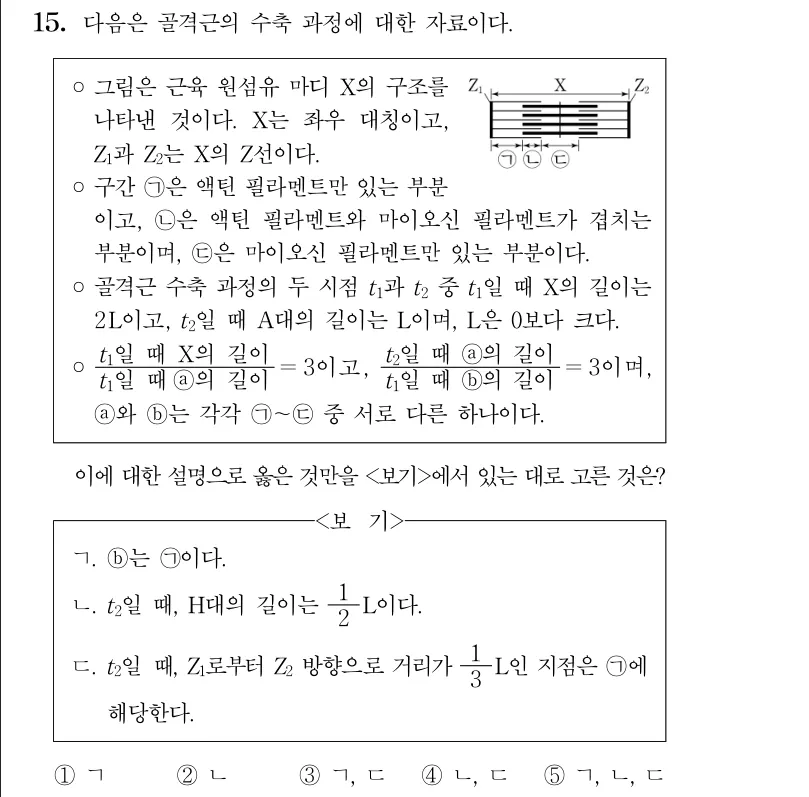 15. 다음은 골격근의 수축 과정에 대한 자료이다.
○ 그림은 근육 원섬유 마디 X의 구조를
나타낸 것이다. X는 좌우 대칭이고,
Z₁과 Z₂는 X의 Z선이다.
Z₁ X Z₂
㉠ ㉡ ㉢
○ 구간 ㉠은 액틴 필라멘트만 있는 부분
이고, ㉡은 액틴 필라멘트와 마이오신 필라멘트가 겹치는
부분이며, ㉢은 마이오신 필라멘트만 있는 부분이다.
○ 골격근 수축 과정의 두 시점 t₁과 t₂ 중 t₁일 때 X의 길이는
2L이고, t₂일 때 A대의 길이는 L이며, L은 0보다 크다.
○ t₁일 때 X의 길이 / t₁일 때 ⓐ의 길이 = 3이고, t₂일 때 ⓐ의 길이 / t₁일 때 ⓑ의 길이 = 3이며,
ⓐ와 ⓑ는 각각 ㉠~㉢ 중 서로 다른 하나이다.
이에 대한 설명으로 옳은 것만을 <보기>에서 있는 대로 고른 것은?
<보 기>
ㄱ. ⓑ는 ㉠이다.
ㄴ. t₂일 때, H대의 길이는 1/2 L이다.
ㄷ. t₂일 때, Z₁로부터 Z₂ 방향으로 거리가 1/3 L인 지점은 ㉠에
해당한다.
① ㄱ ② ㄴ ③ ㄱ, ㄷ ④ ㄴ, ㄷ ⑤ ㄱ, ㄴ, ㄷ